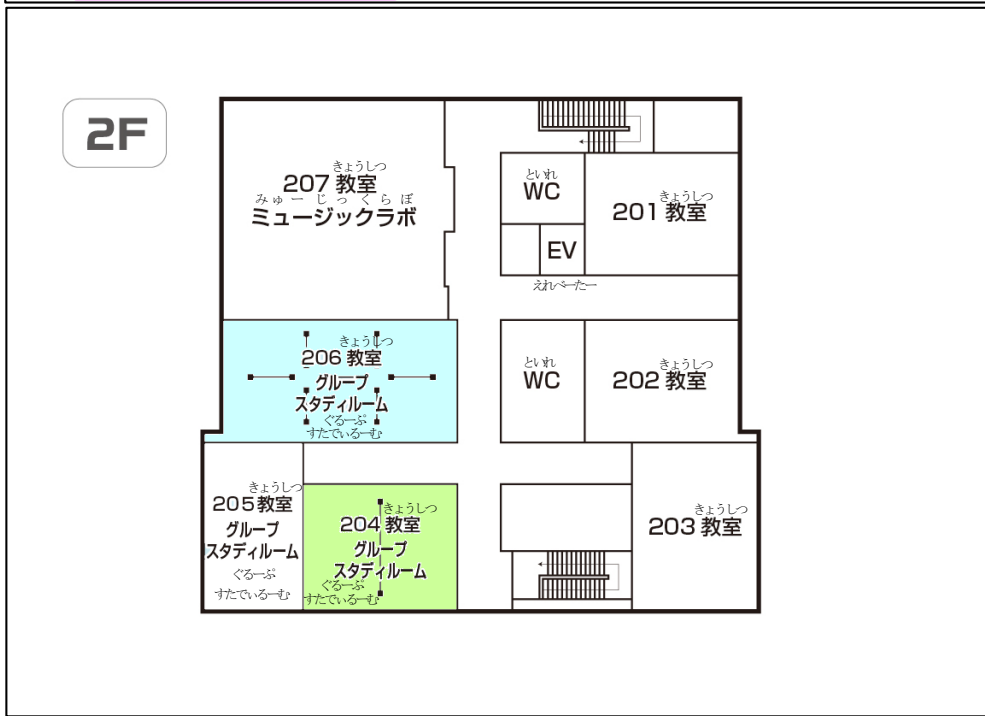 2F
きょうしつ
207 教室
みゅーじっくらぼ
ミュージックラボ
といれ
WC
EV
えれべーたー
きょうしつ
201 教室
きょうしつ
206 教室
グループ
スタディルーム
ぐるーぷ
すたでぃるーむ
といれ
WC
きょうしつ
202 教室
きょうしつ
205教室
グループ
スタディルーム
ぐるーぷ
すたでぃるーむ
きょうしつ
204 教室
グループ
スタディルーム
ぐるーぷ
すたでぃるーむ
きょうしつ
203 教室